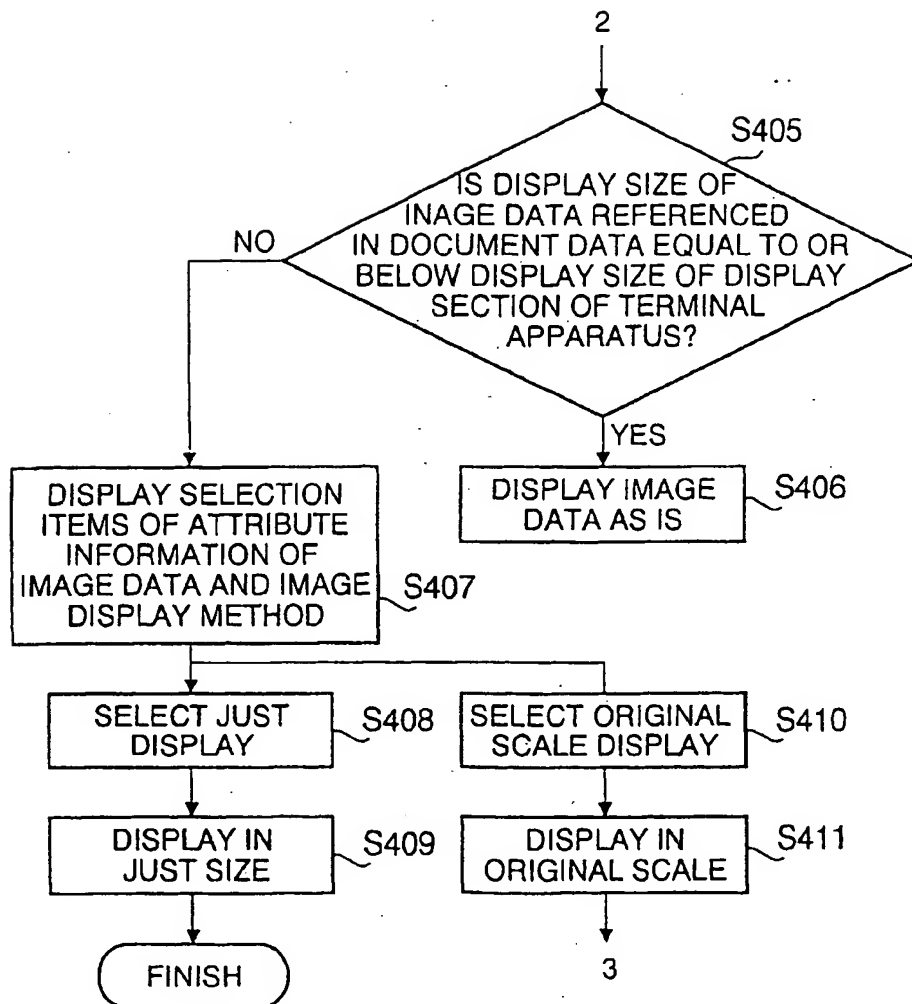 2
S405
IS DISPLAY SIZE OF
INAGE DATA REFERENCED
IN DOCUMENT DATA EQUAL TO OR
BELOW DISPLAY SIZE OF DISPLAY
SECTION OF TERMINAL
APPARATUS?
NO
YES
DISPLAY IMAGE
DATA AS IS
S406
DISPLAY SELECTION
ITEMS OF ATTRIBUTE
INFORMATION OF
IMAGE DATA AND IMAGE
DISPLAY METHOD
S407
SELECT JUST
DISPLAY
S408
SELECT ORIGINAL
SCALE DISPLAY
S410
DISPLAY IN
JUST SIZE
S409
DISPLAY IN
ORIGINAL SCALE
S411
FINISH
3